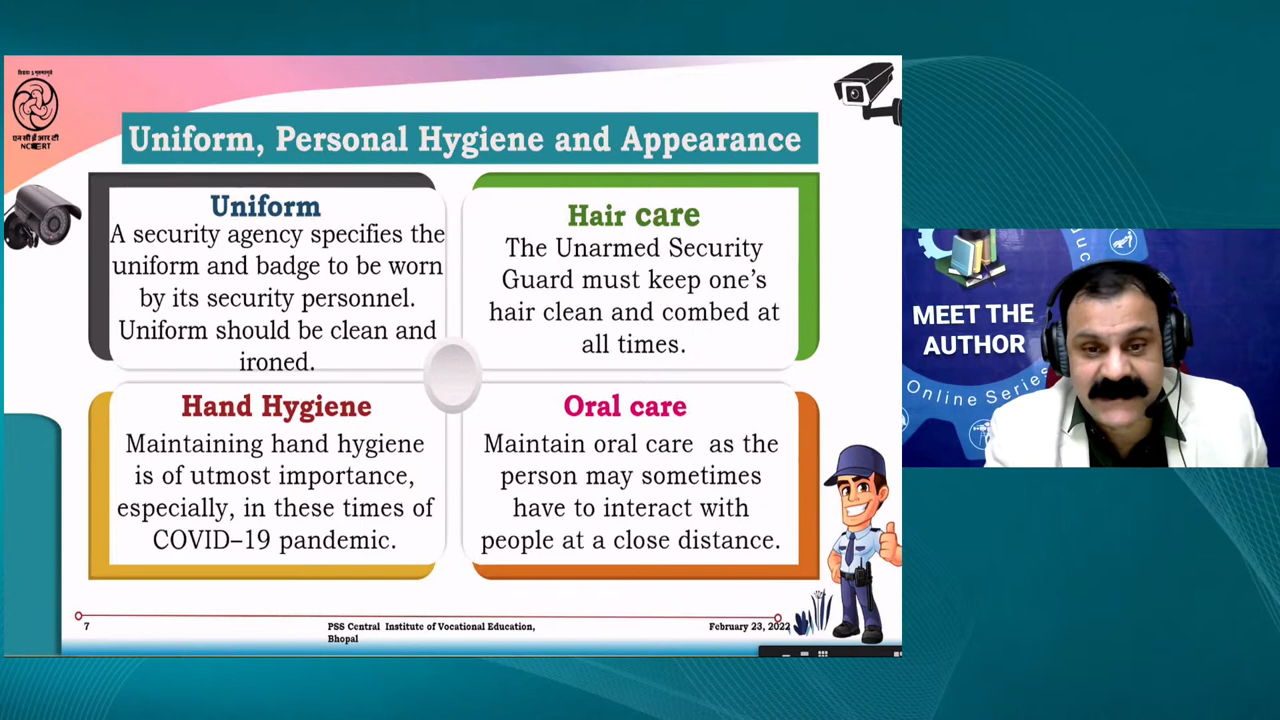 एन सी ई आर टी
NCERT
Uniform, Personal Hygiene and Appearance
Uniform
A security agency specifies the
uniform and badge to be worn
by its security personnel.
Uniform should be clean and
ironed.
Hair care
The Unarmed Security
Guard must keep one's
hair clean and combed at
all times.
Hand Hygiene
Maintaining hand hygiene
is of utmost importance,
especially, in these times of
COVID–19 pandemic.
Oral care
Maintain oral care as the
person may sometimes
have to interact with
people at a close distance.
7
PSS Central Institute of Vocational Education,
Bhopal
February 23, 2022
MEET THE
AUTHOR
Online Series